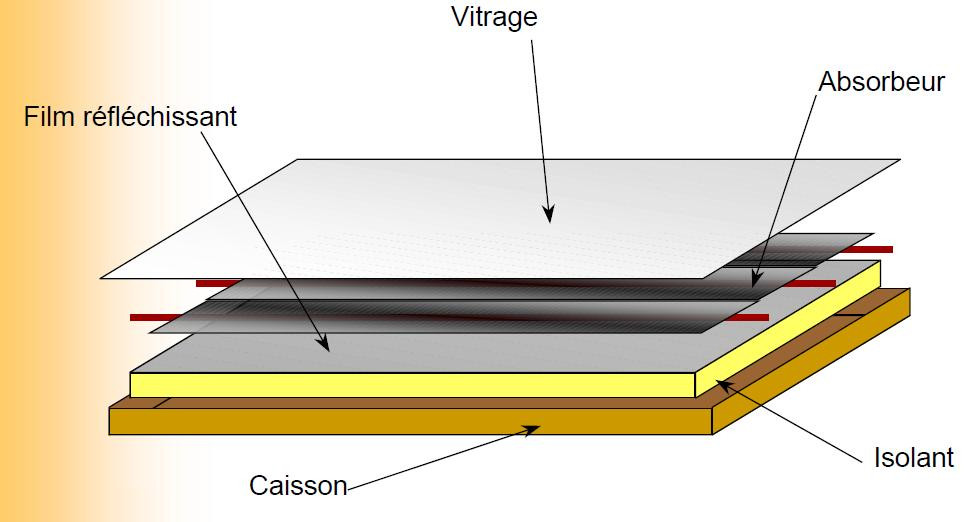 Vitrage
Absorbeur
Film réfléchissant
Isolant
Caisson